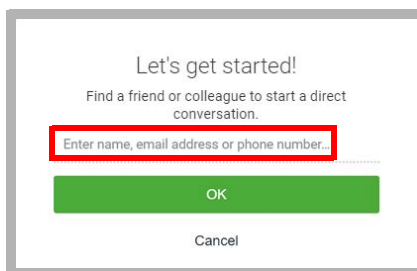 Let's get started!
Find a friend or colleague to start a direct
conversation.
Enter name, email address or phone number...
OK
Cancel